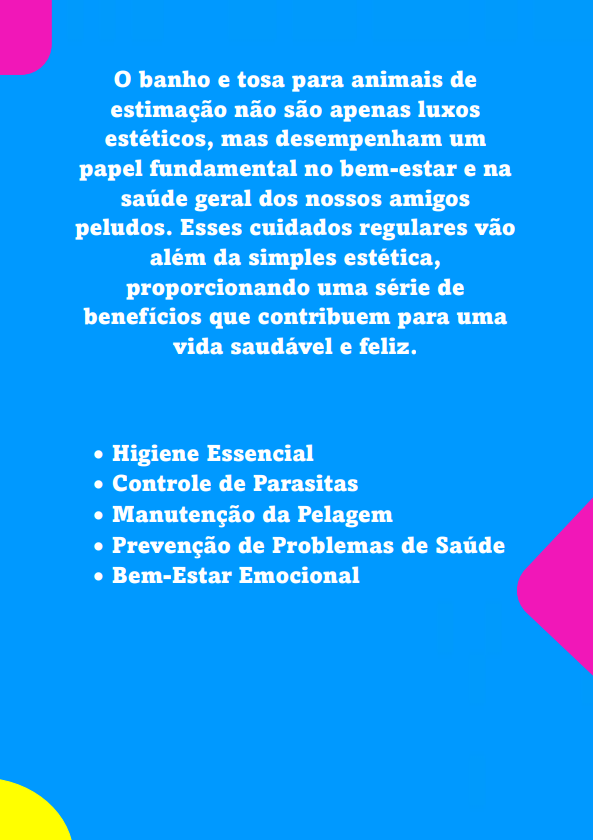 O banho e tosa para animais de
estimação não são apenas luxos
estéticos, mas desempenham um
papel fundamental no bem-estar e na
saúde geral dos nossos amigos
peludos. Esses cuidados regulares vão
além da simples estética,
proporcionando uma série de
benefícios que contribuem para uma
vida saudável e feliz.
• Higiene Essencial
• Controle de Parasitas
• Manutenção da Pelagem
• Prevenção de Problemas de Saúde
• Bem-Estar Emocional